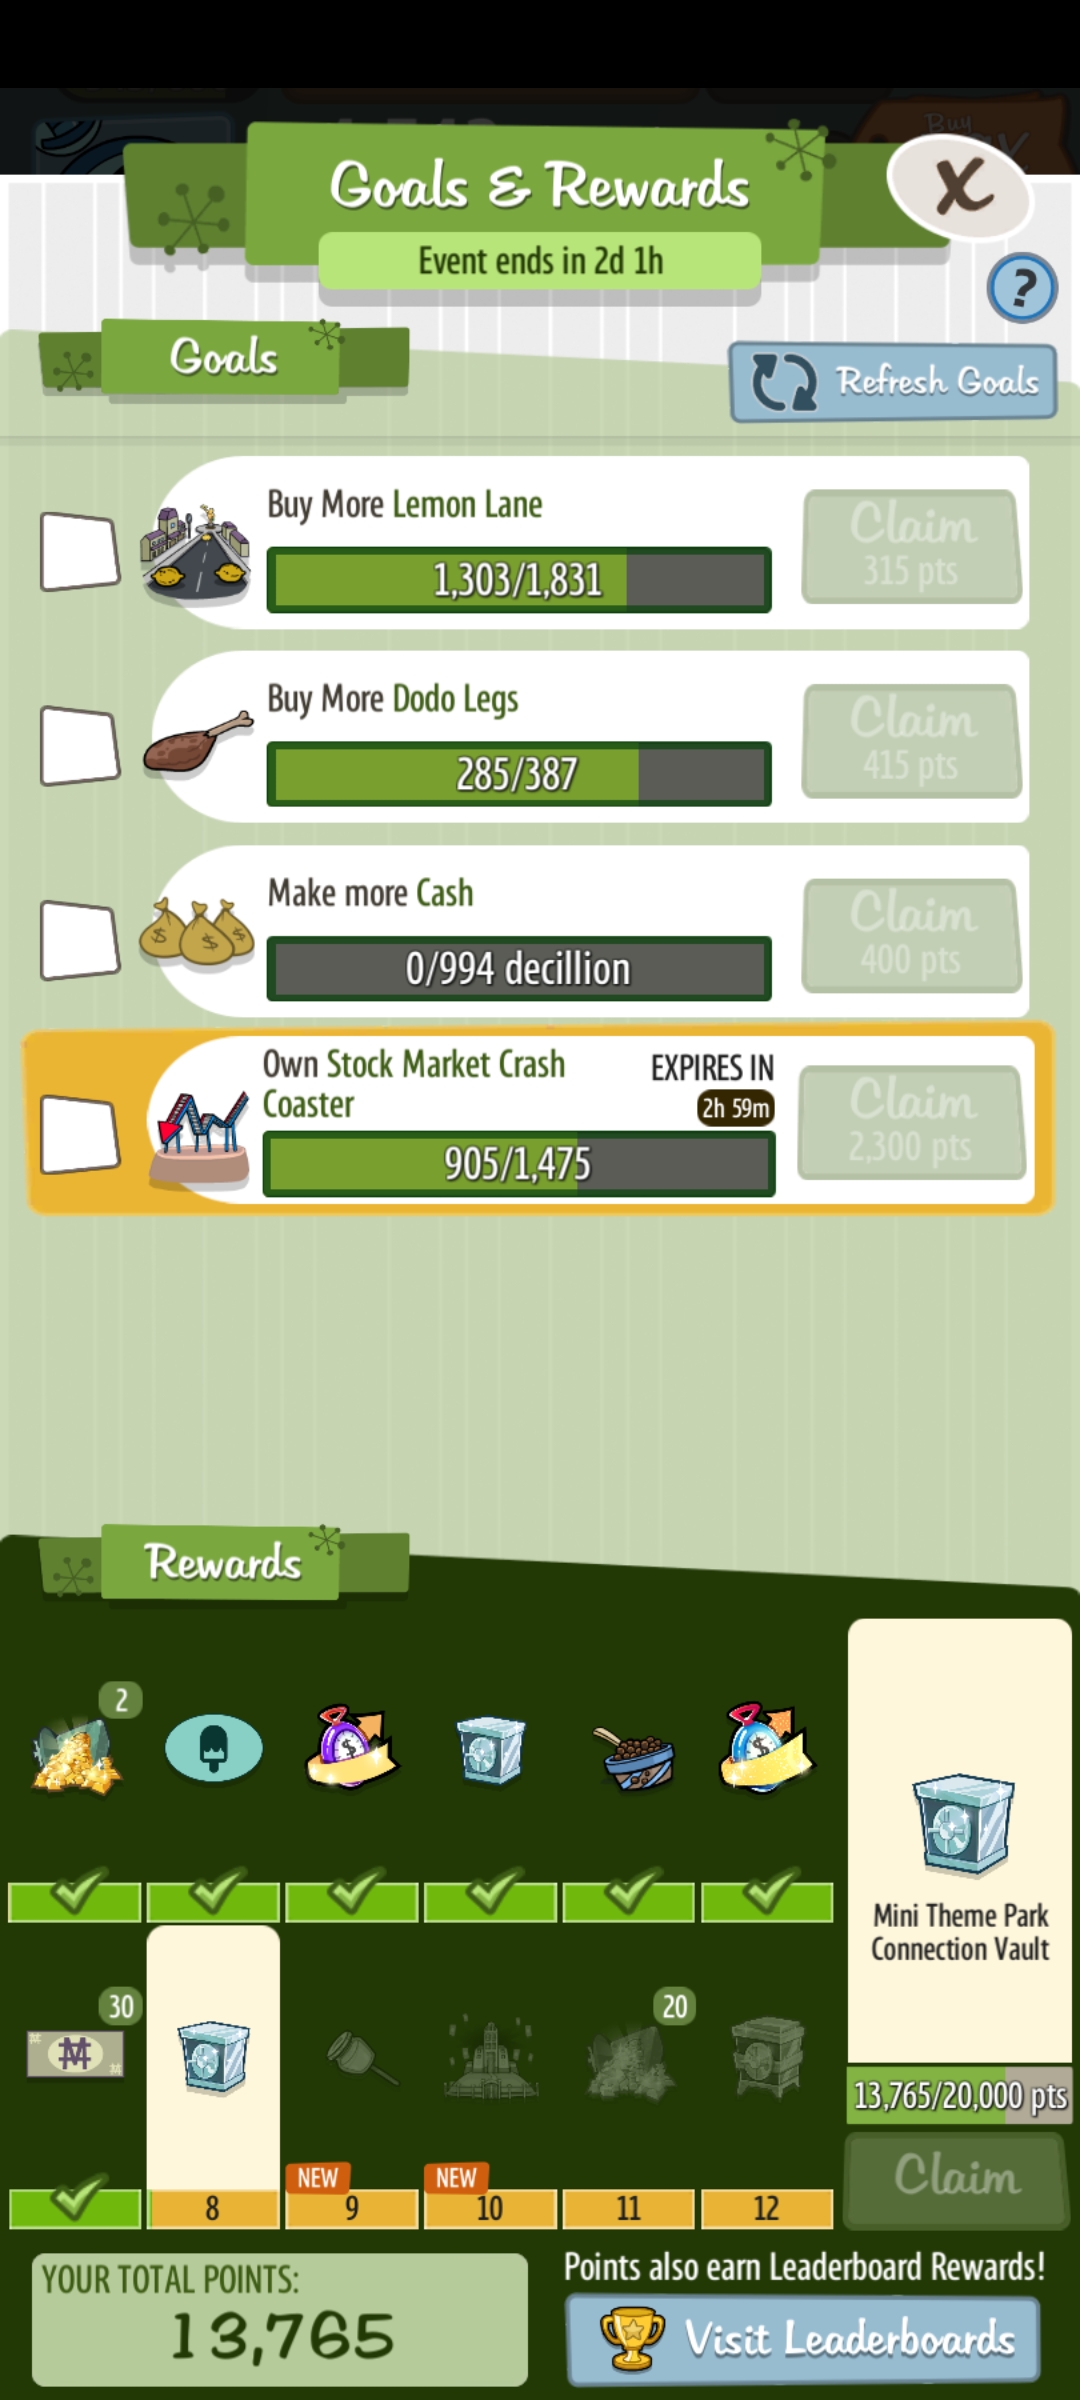 Buy
Goals & Rewards
X
Event ends in 2d 1h
?
Goals
Refresh Goals
Buy More Lemon Lane
1,303/1,831
Claim
315 pts
Buy More Dodo Legs
285/387
Claim
415 pts
Make more Cash
0/994 decillion
Claim
400 pts
Own Stock Market Crash
Coaster
EXPIRES IN
2h 59m
905/1,475
Claim
2,300 pts
Rewards
2
30
20
Mini Theme Park
Connection Vault
13,765/20,000 pts
NEW
NEW
8
9
10
11
12
Claim
YOUR TOTAL POINTS:
13,765
Points also earn Leaderboard Rewards!
Visit Leaderboards